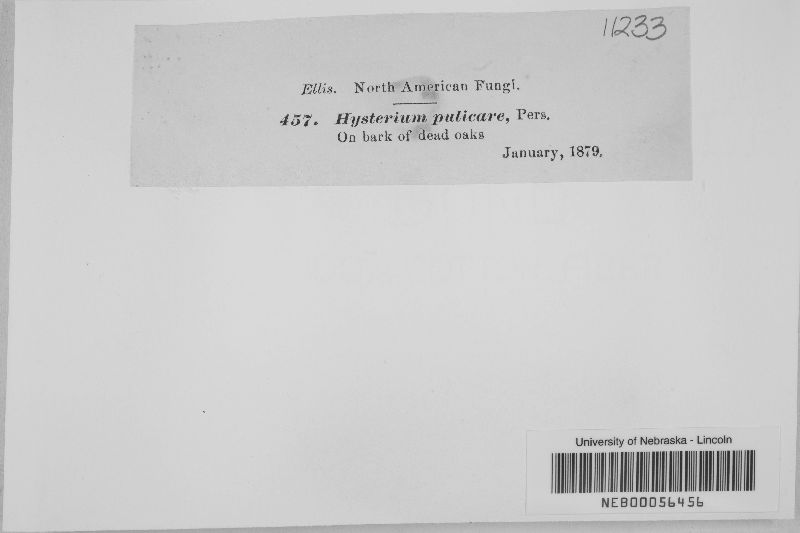 11233
Ellis. North American Fungi.
457. Hysterium pulicare, Pers.
On bark of dead oaks
January, 1879.
University of Nebraska - Lincoln
NEB00056456